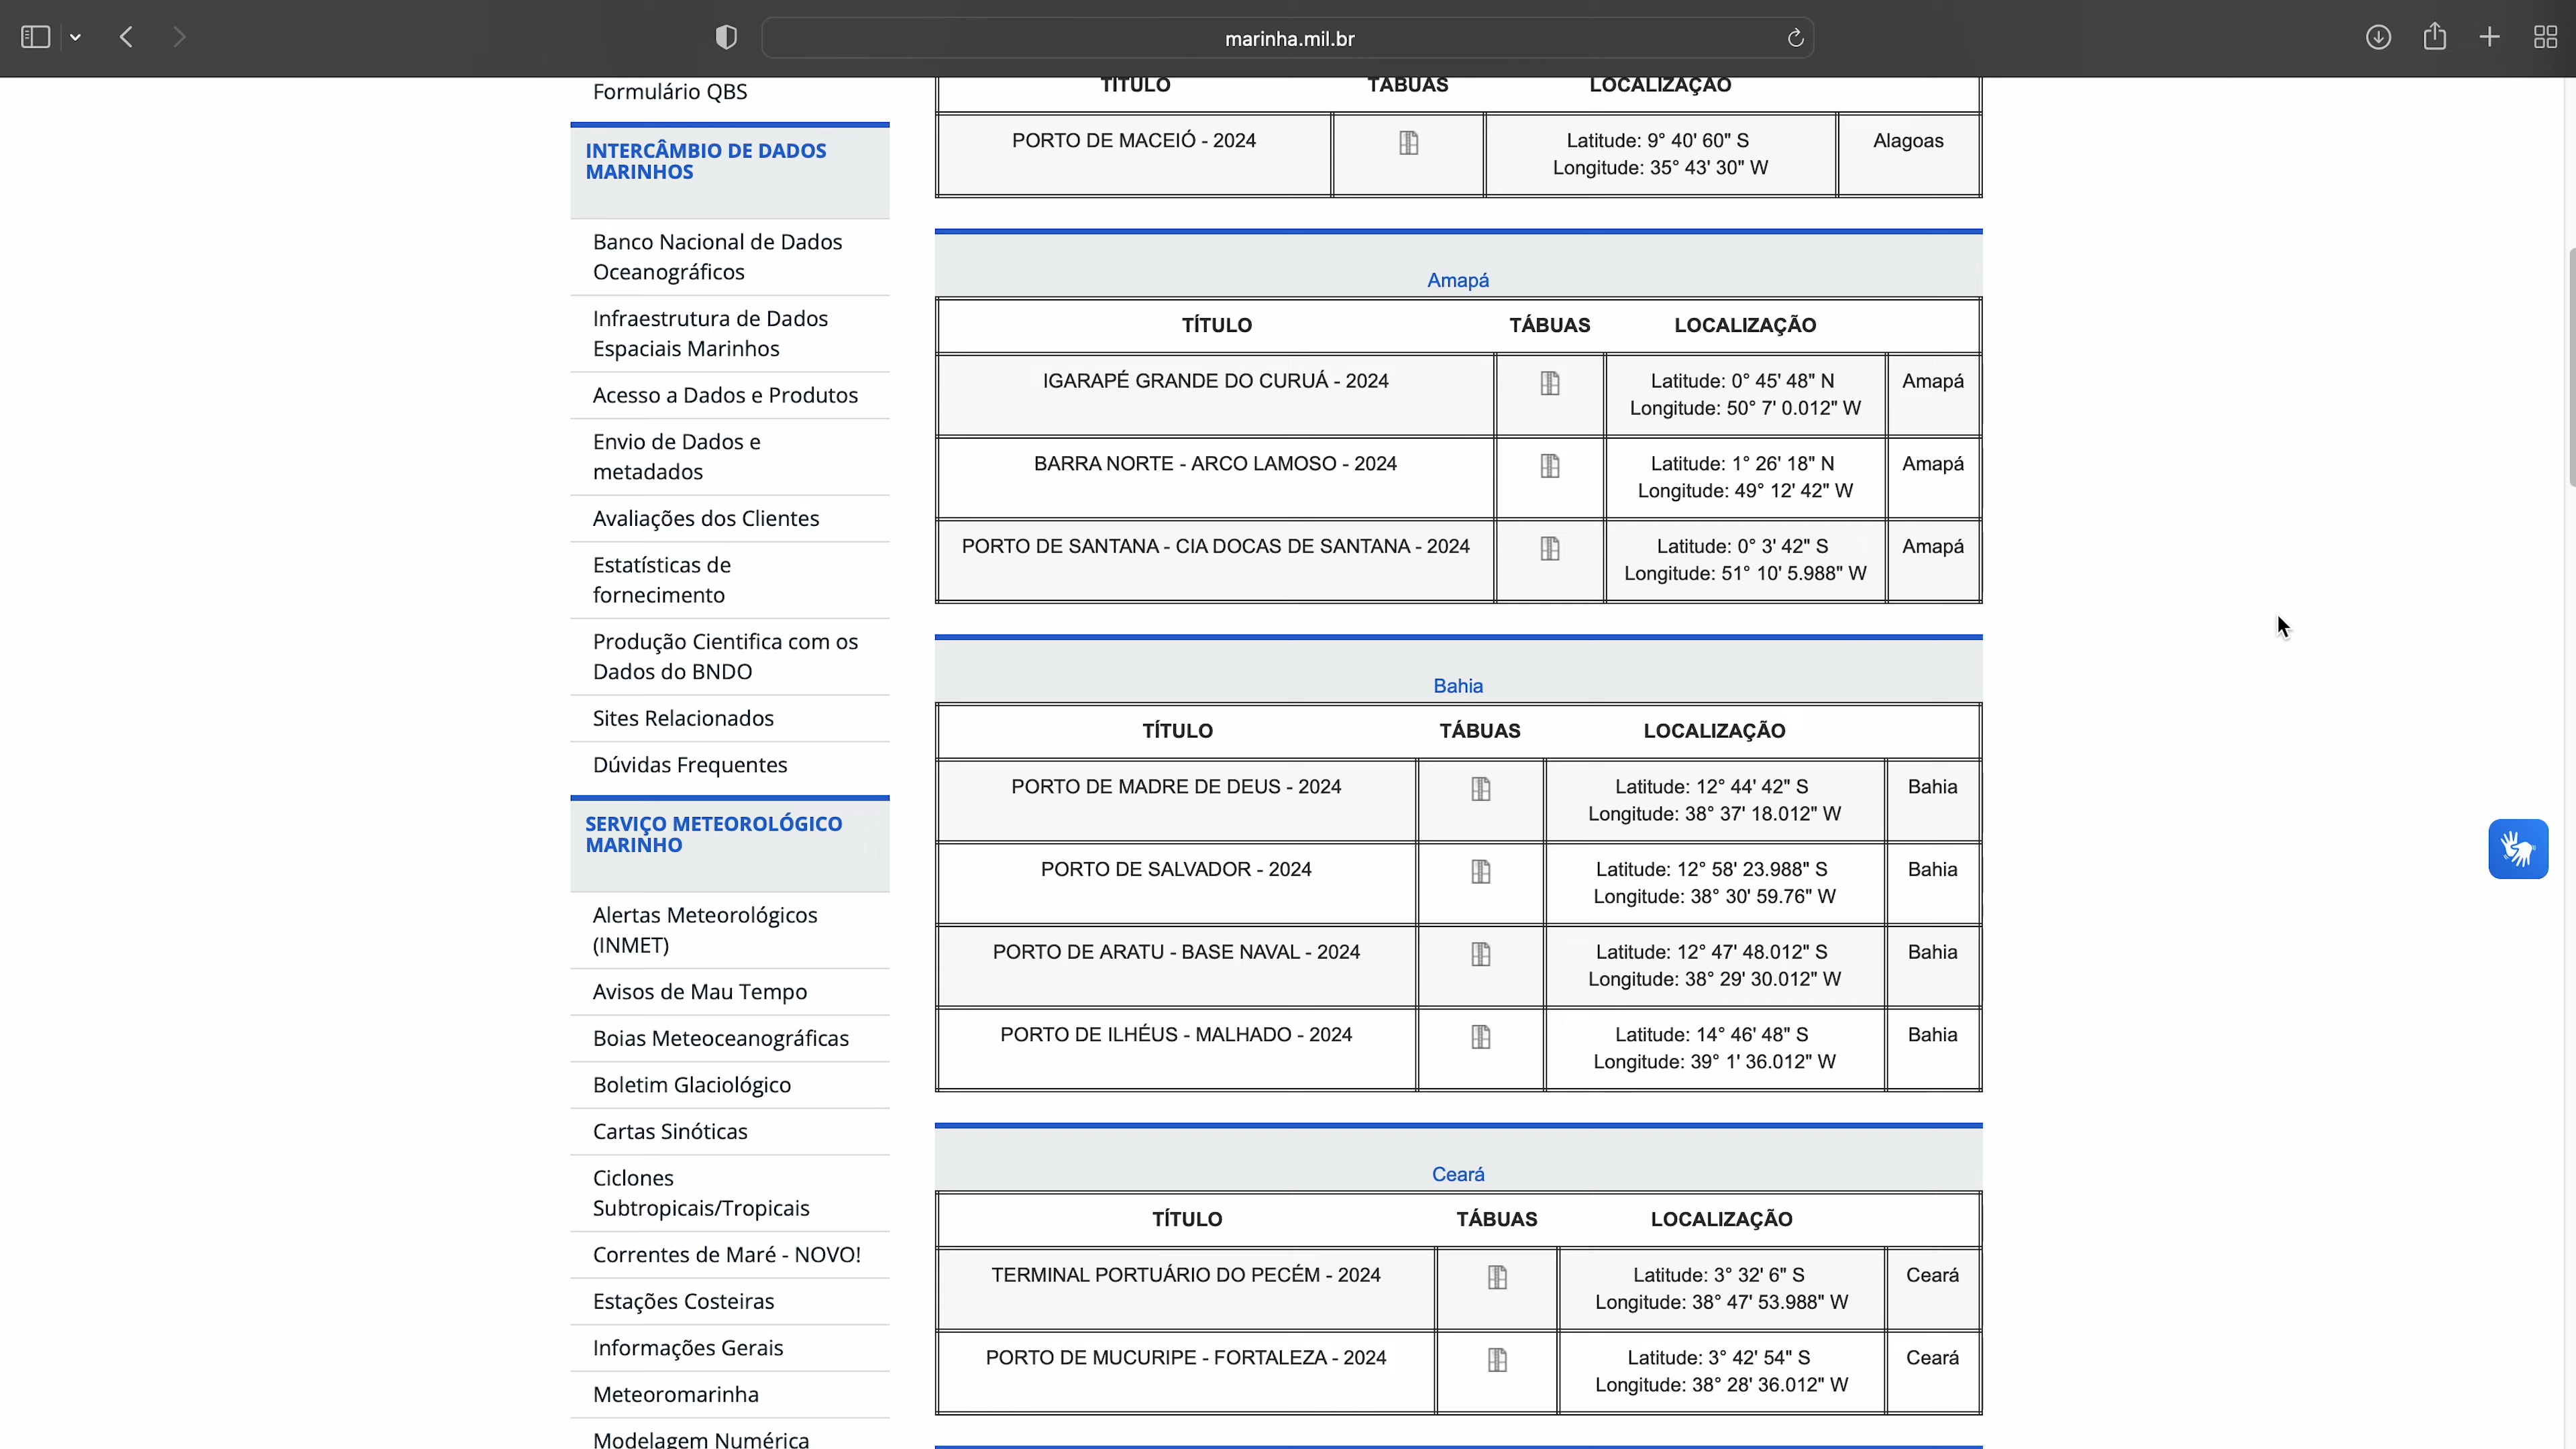 marinha.mil.br
Formulário QBS
INTERCÂMBIO DE DADOS
MARINHOS
Banco Nacional de Dados
Oceanográficos
Infraestrutura de Dados
Espaciais Marinhos
Acesso a Dados e Produtos
Envio de Dados e
metadados
Avaliações dos Clientes
Estatísticas de
fornecimento
Produção Cientifica com os
Dados do BNDO
Sites Relacionados
Dúvidas Frequentes
SERVIÇO METEOROLÓGICO
MARINHO
Alertas Meteorológicos
(INMET)
Avisos de Mau Tempo
Boias Meteoceanográficas
Boletim Glaciológico
Cartas Sinóticas
Ciclones
Subtropicais/Tropicais
Correntes de Maré - NOVO!
Estações Costeiras
Informações Gerais
Meteoromarinha
Modelagem Numérica
TÍTULO TÁBUAS LOCALIZAÇÃO
PORTO DE MACEIÓ - 2024 Latitude: 9° 40' 60" S Alagoas
Longitude: 35° 43' 30" W
Amapá
TÍTULO TÁBUAS LOCALIZAÇÃO
IGARAPÉ GRANDE DO CURUÁ - 2024 Latitude: 0° 45' 48" N Amapá
Longitude: 50° 7' 0.012" W
BARRA NORTE - ARCO LAMOSO - 2024 Latitude: 1° 26' 18" N Amapá
Longitude: 49° 12' 42" W
PORTO DE SANTANA - CIA DOCAS DE SANTANA - 2024 Latitude: 0° 3' 42" S Amapá
Longitude: 51° 10' 5.988" W
Bahia
TÍTULO TÁBUAS LOCALIZAÇÃO
PORTO DE MADRE DE DEUS - 2024 Latitude: 12° 44' 42" S Bahia
Longitude: 38° 37' 18.012" W
PORTO DE SALVADOR - 2024 Latitude: 12° 58' 23.988" S Bahia
Longitude: 38° 30' 59.76" W
PORTO DE ARATU - BASE NAVAL - 2024 Latitude: 12° 47' 48.012" S Bahia
Longitude: 38° 29' 30.012" W
PORTO DE ILHÉUS - MALHADO - 2024 Latitude: 14° 46' 48" S Bahia
Longitude: 39° 1' 36.012" W
Ceará
TÍTULO TÁBUAS LOCALIZAÇÃO
TERMINAL PORTUÁRIO DO PECÉM - 2024 Latitude: 3° 32' 6" S Ceará
Longitude: 38° 47' 53.988" W
PORTO DE MUCURIPE - FORTALEZA - 2024 Latitude: 3° 42' 54" S Ceará
Longitude: 38° 28' 36.012" W